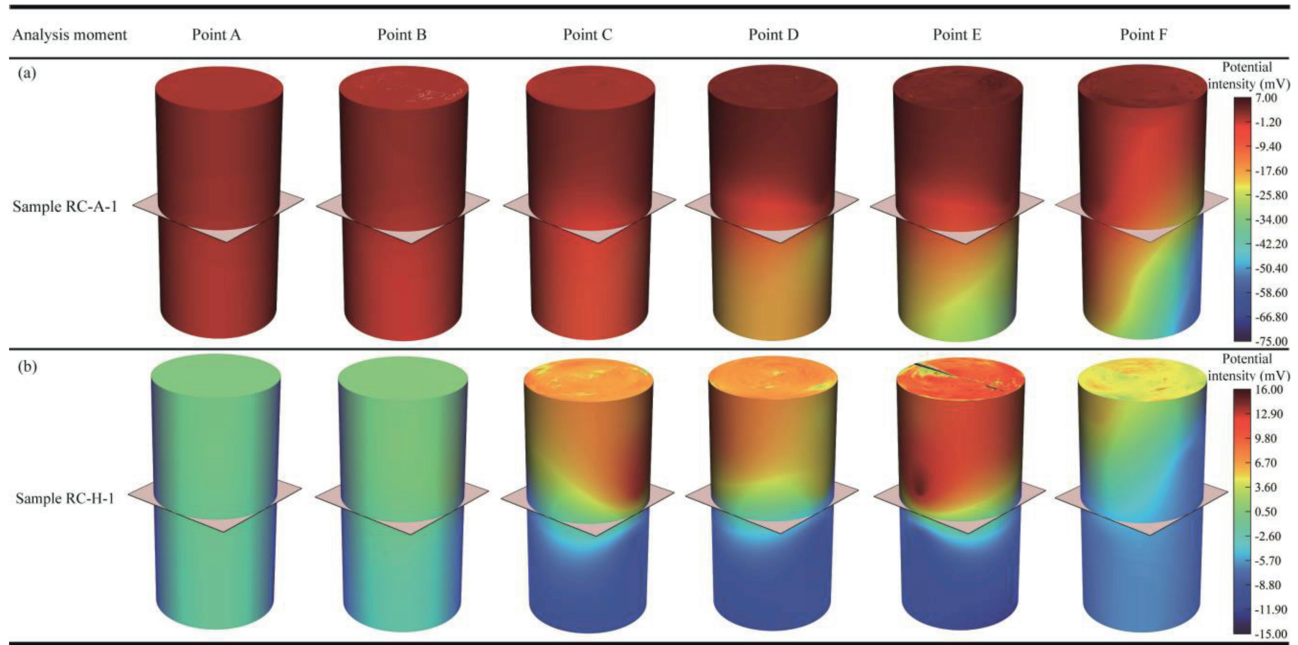 Analysis moment Point A Point B Point C Point D Point E Point F
(a)
Potential
intensity (mV)
7.00
-1.20
-9.40
-17.60
Sample RC-A-1
-25.80
-34.00
-42.20
-50.40
-58.60
-66.80
-75.00
(b)
Potential
intensity (mV)
16.00
12.90
9.80
6.70
Sample RC-H-1
3.60
0.50
-2.60
-5.70
-8.80
-11.90
-15.00